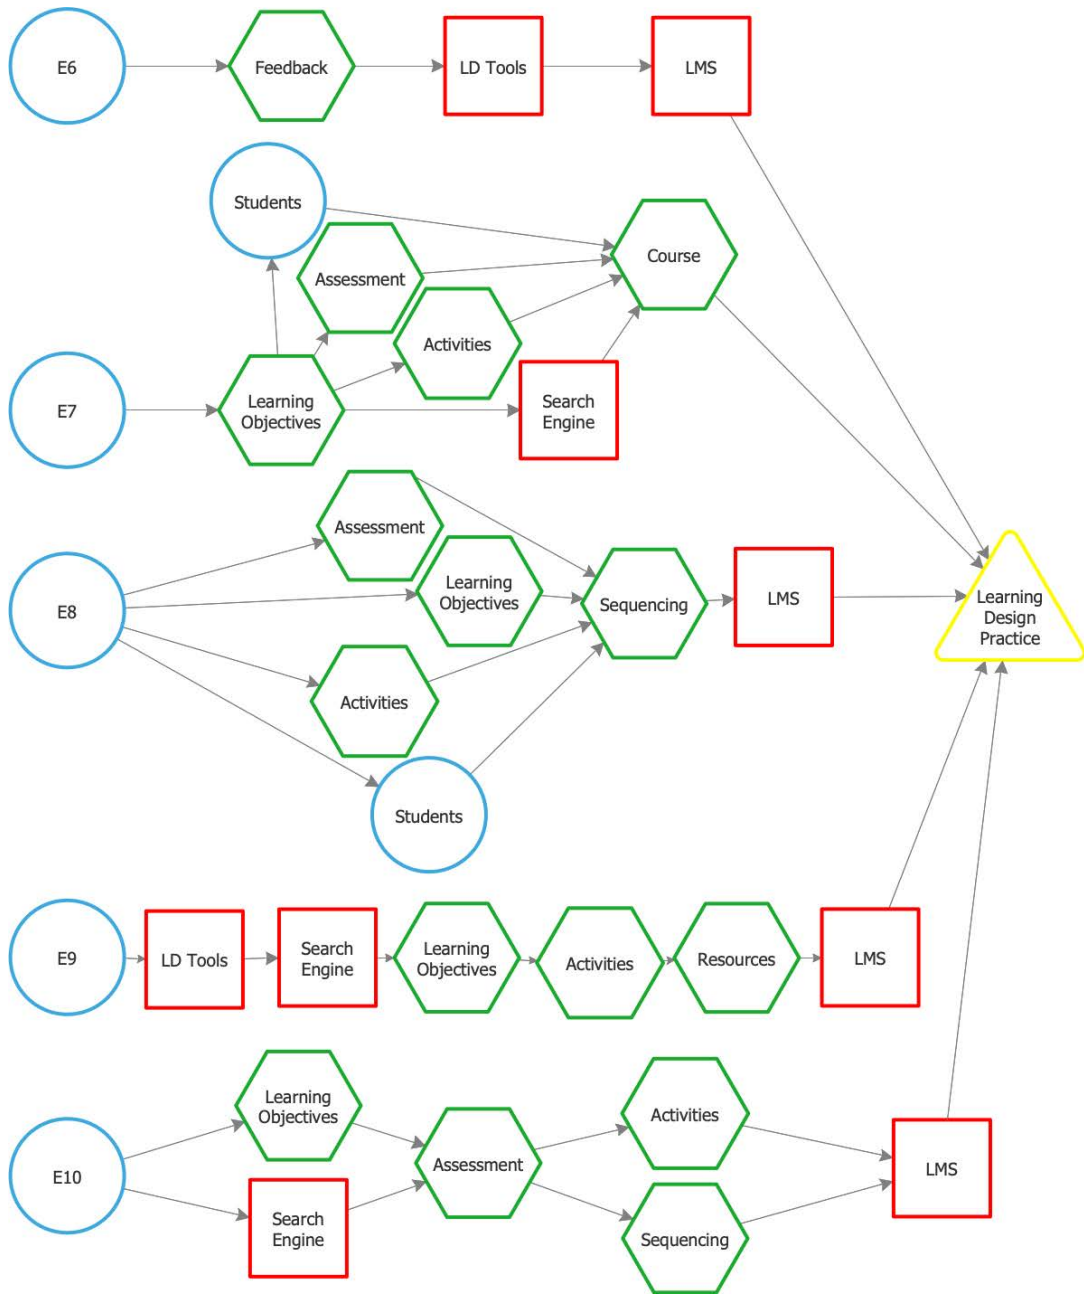 E6
Feedback
LD Tools
LMS
Students
Assessment
Course
Activities
E7
Learning
Objectives
Search
Engine
Assessment
E8
Learning
Objectives
Sequencing
LMS
Learning
Design
Practice
Activities
Students
E9
LD Tools
Search
Engine
Learning
Objectives
Activities
Resources
LMS
E10
Learning
Objectives
Search
Engine
Assessment
Activities
Sequencing
LMS